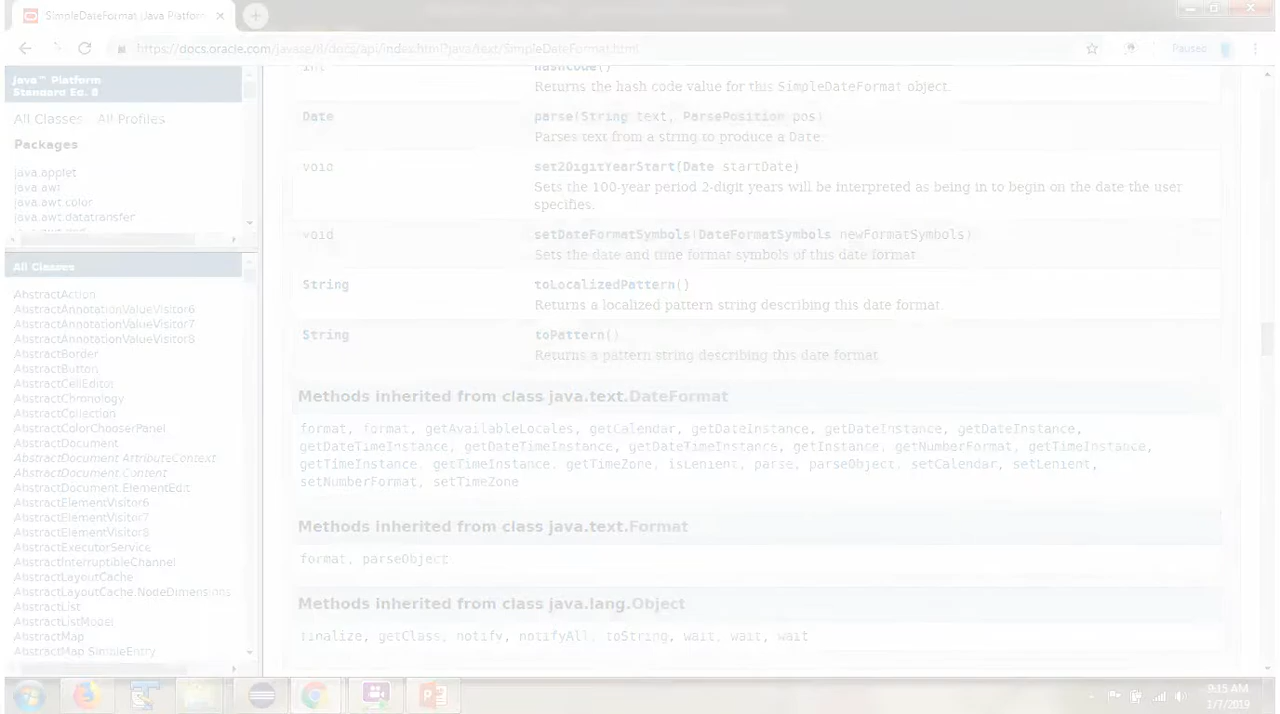 SimpleDateFormat (Java Platform
https://docs.oracle.com/javase/8/docs/api/index.html?java/text/SimpleDateFormat.html
Paused
Java™ Platform
Standard Ed. 8
All Classes All Profiles
Packages
java.applet
java.awt
java.awt.color
java.awt.datatransfer
All Classes
AbstractAction
AbstractAnnotationValueVisitor6
AbstractAnnotationValueVisitor7
AbstractAnnotationValueVisitor8
AbstractBorder
AbstractButton
AbstractCellEditor
AbstractChronology
AbstractCollection
AbstractColorChooserPanel
AbstractDocument
AbstractDocument.AttributeContext
AbstractDocument.Content
AbstractDocument.ElementEdit
AbstractElementVisitor6
AbstractElementVisitor7
AbstractElementVisitor8
AbstractExecutorService
AbstractInterruptibleChannel
AbstractLayoutCache
AbstractLayoutCache.NodeDimensions
AbstractList
AbstractListModel
AbstractMap
AbstractMap.SimpleEntry
int hashCode()
Returns the hash code value for this SimpleDateFormat object.
Date parse(String text, ParsePosition pos)
Parses text from a string to produce a Date.
void set2DigitYearStart(Date startDate)
Sets the 100-year period 2-digit years will be interpreted as being in to begin on the date the user
specifies.
void setDateFormatSymbols(DateFormatSymbols newFormatSymbols)
Sets the date and time format symbols of this date format.
String toLocalizedPattern()
Returns a localized pattern string describing this date format.
String toPattern()
Returns a pattern string describing this date format.
Methods inherited from class java.text.DateFormat
format, format, getAvailableLocales, getCalendar, getDateInstance, getDateInstance, getDateInstance,
getDateTimeInstance, getDateTimeInstance, getDateTimeInstance, getInstance, getNumberFormat, getTimeInstance,
getTimeInstance, getTimeInstance, getTimeZone, isLenient, parse, parseObject, setCalendar, setLenient,
setNumberFormat, setTimeZone
Methods inherited from class java.text.Format
format, parseObject
Methods inherited from class java.lang.Object
finalize, getClass, notify, notifyAll, toString, wait, wait, wait
9:15 AM
1/7/2019